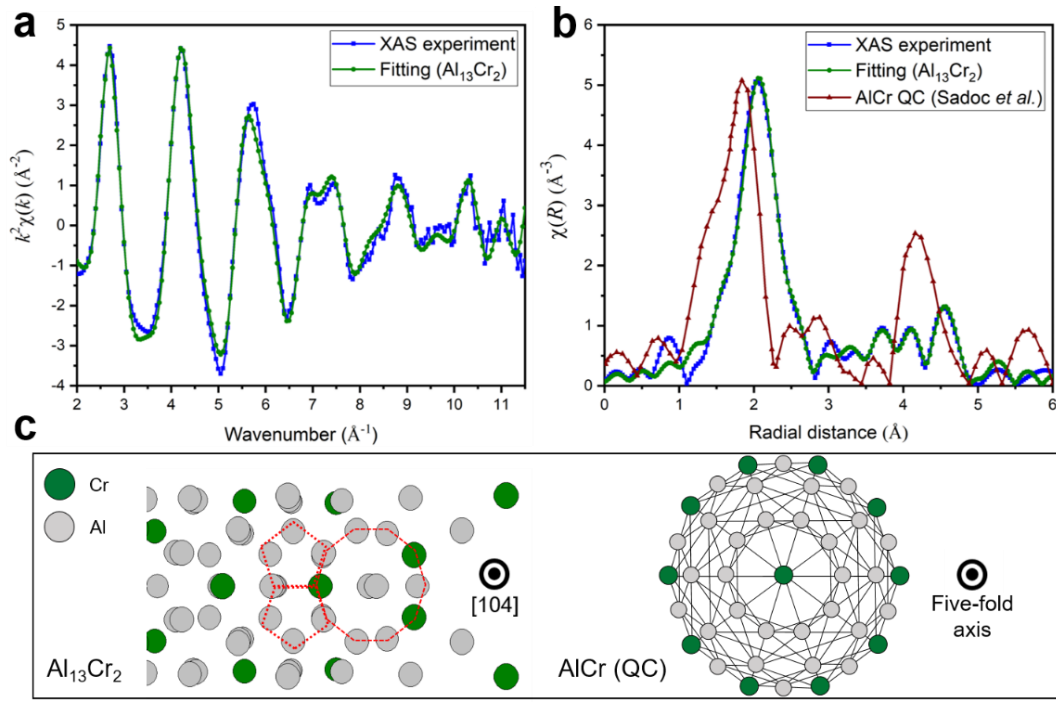 a
XAS experiment
Fitting (Al₁₃Cr₂)
k²χ(k) (Å⁻²)
5
4
3
2
1
0
-1
-2
-3
-4
2 3 4 5 6 7 8 9 10 11
Wavenumber (Å⁻¹)
b
XAS experiment
Fitting (Al₁₃Cr₂)
AlCr QC (Sadoc et al.)
χ(R) (Å⁻³)
6
5
4
3
2
1
0
0 1 2 3 4 5 6
Radial distance (Å)
c
Cr
Al
[104]
Al₁₃Cr₂
Five-fold
axis
AlCr (QC)